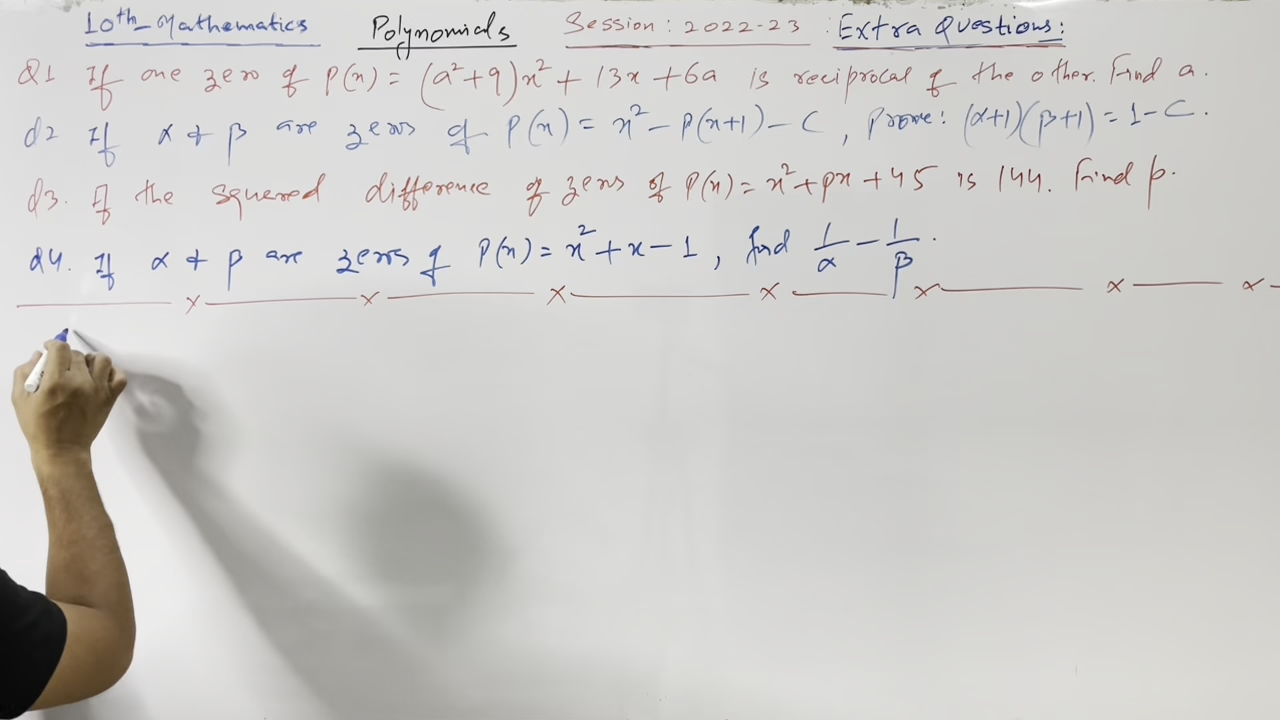 10th Mathematics Polynomials Session: 2022-23 Extra Questions:
Q1 If one zero of P(x) = (a²+9)x² + 13x + 6a is reciprocal of the other. Find a.
Q2 If α & β are zeros of P(x) = x² - P(x+1) - C, Prove: (α+1)(β+1) = 1 - C.
Q3. If the squared difference of zeros of P(x) = x² + px + 45 is 144. Find p.
Q4. If α & β are zeros of P(x) = x² + x - 1, find 1/α - 1/β.